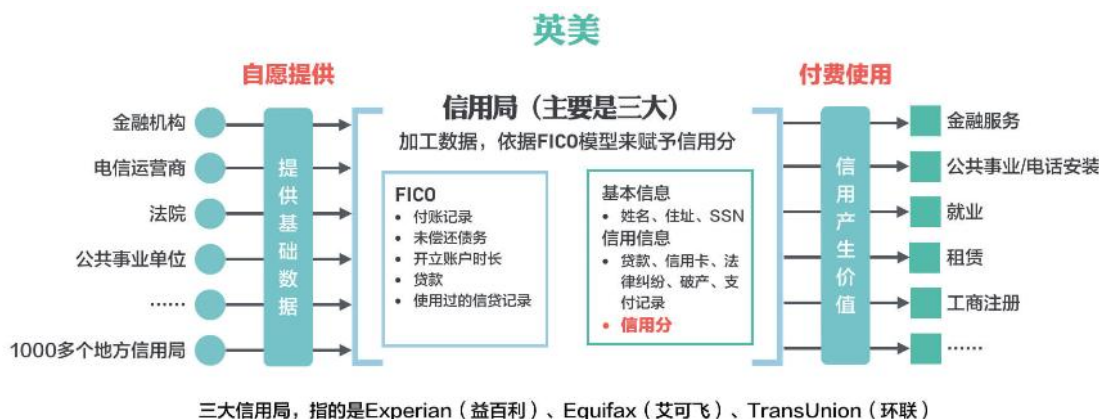 英美
自愿提供
付费使用
金融机构
电信运营商
法院
公共事业单位
……
1000多个地方信用局
提供基础数据
信用局（主要是三大）
加工数据，依据FICO模型来赋予信用分
FICO
• 付账记录
• 未偿还债务
• 开立账户时长
• 贷款
• 使用过的信贷记录
基本信息
• 姓名、住址、SSN
信用信息
• 贷款、信用卡、法
律纠纷、破产、支
付记录
• 信用分
信用产生价值
金融服务
公共事业/电话安装
就业
租赁
工商注册
……
三大信用局，指的是Experian（益百利）、Equifax（艾可飞）、TransUnion（环联）